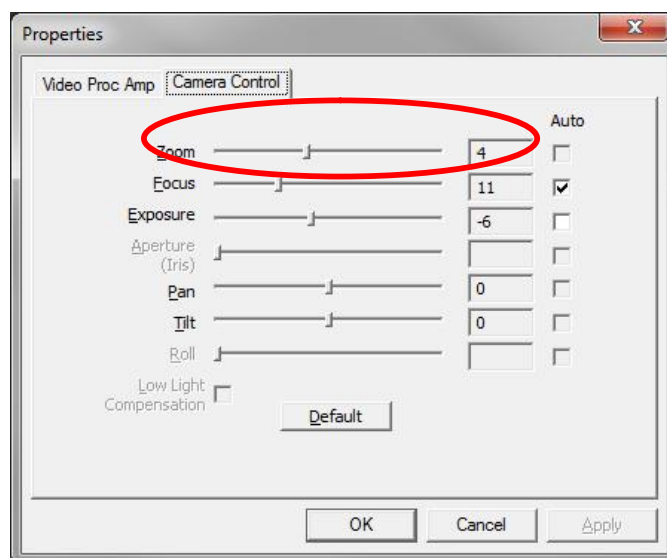 Properties
Video Proc Amp Camera Control
Auto
Zoom 4
Focus 11
Exposure -6
Aperture
(Iris)
Pan 0
Tilt 0
Roll
Low Light
Compensation
Default
OK Cancel Apply